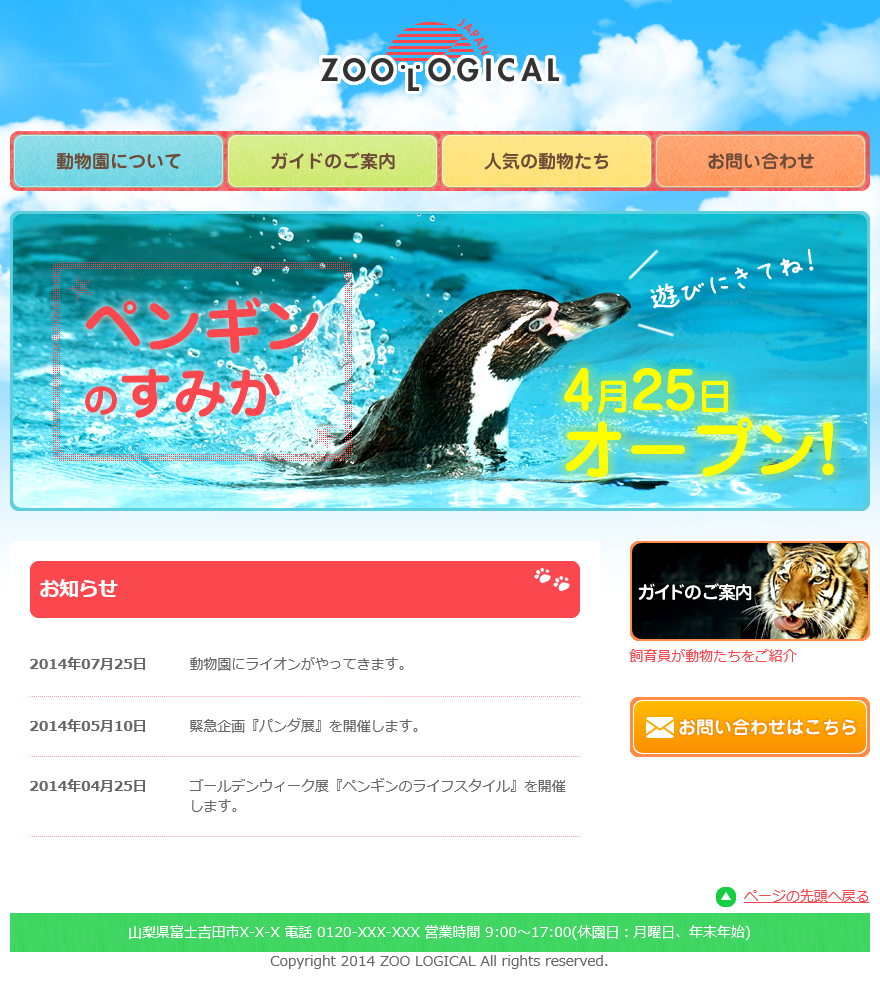 JAPAN
ZOO LOGICAL
動物園について
ガイドのご案内
人気の動物たち
お問い合わせ
ペンギン
のすみか
遊びにきてね!
4月25日
オープン!
お知らせ
2014年07月25日 動物園にライオンがやってきます。
2014年05月10日 緊急企画『パンダ展』を開催します。
2014年04月25日 ゴールデンウィーク展『ペンギンのライフスタイル』を開催
します。
ガイドのご案内
飼育員が動物たちをご紹介
お問い合わせはこちら
ページの先頭へ戻る
山梨県富士吉田市X-X-X 電話 0120-XXX-XXX 営業時間 9:00〜17:00(休園日：月曜日、年末年始)
Copyright 2014 ZOO LOGICAL All rights reserved.